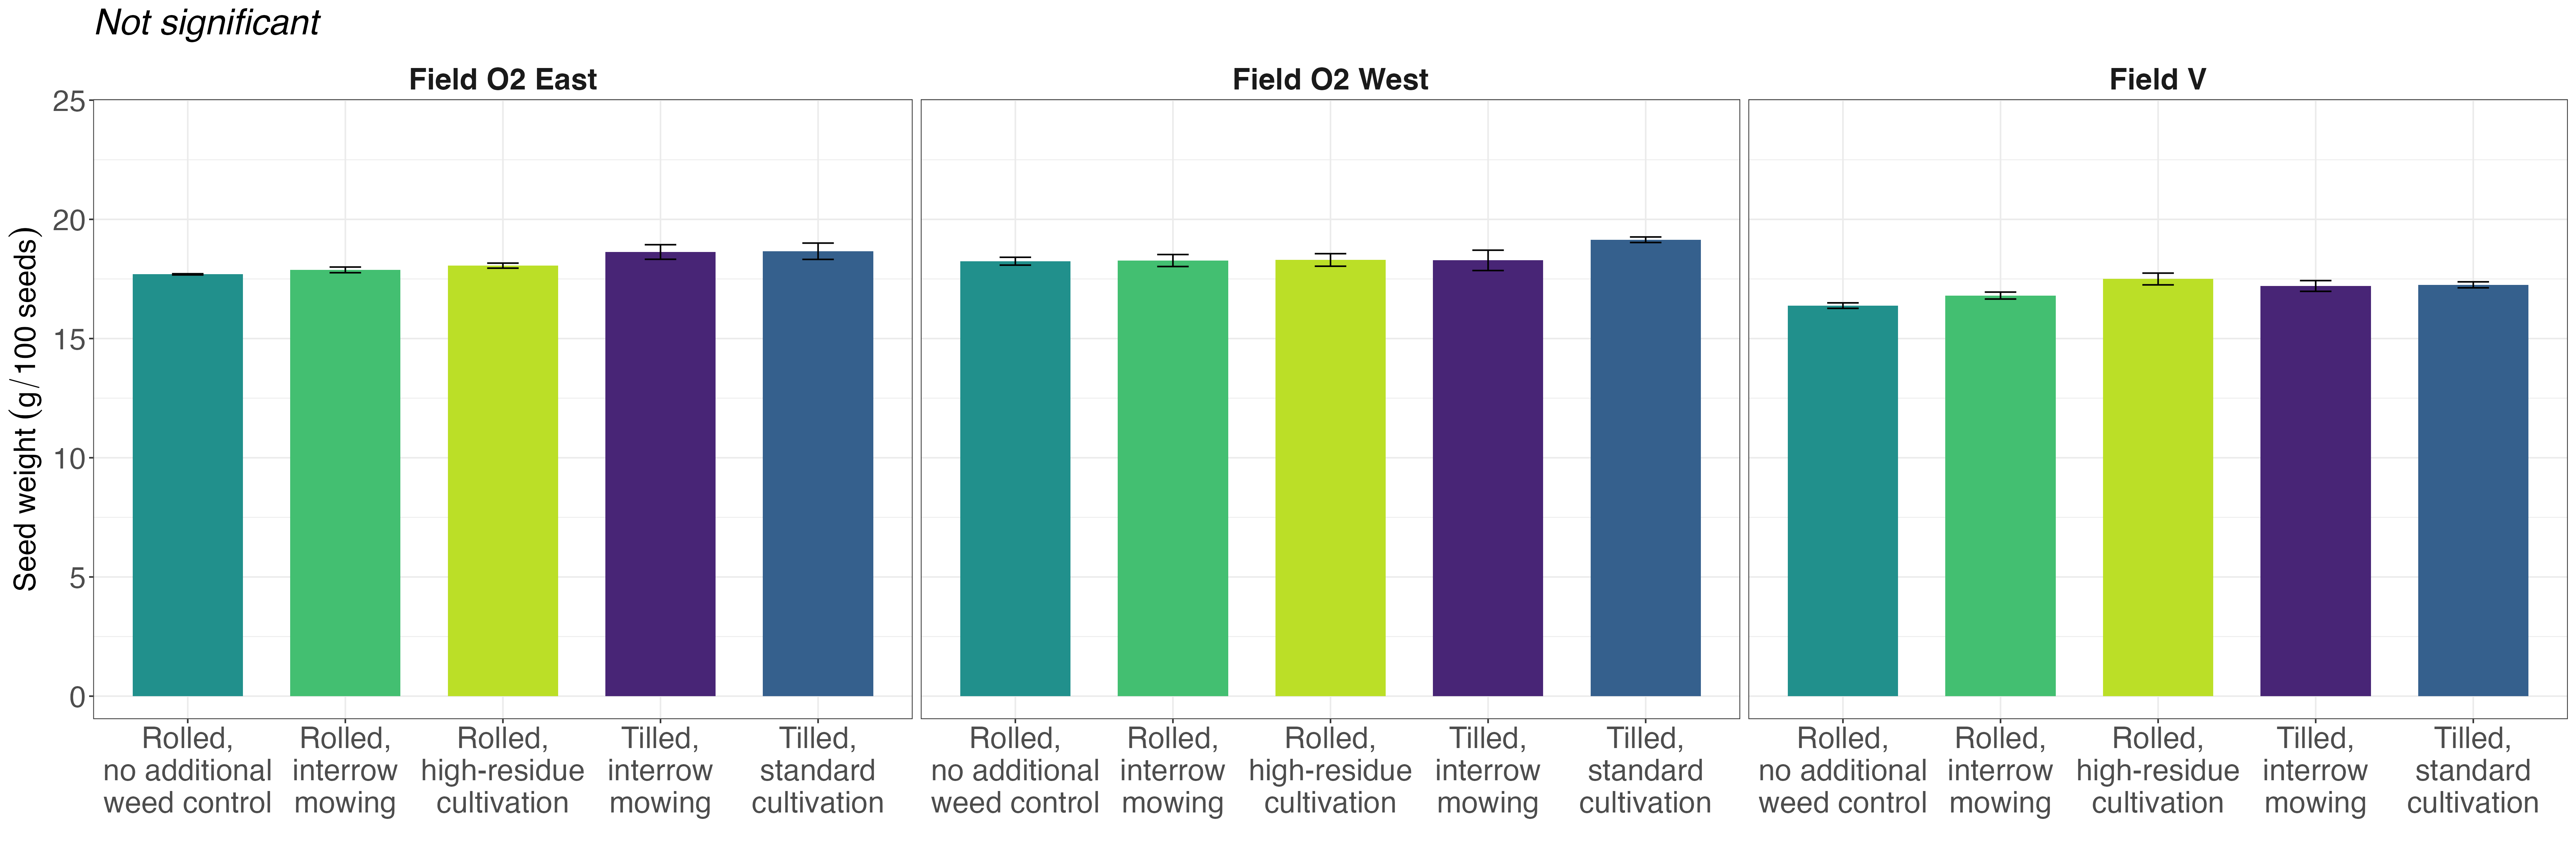 Not significant
Field O2 East
Field O2 West
Field V
Seed weight (g / 100 seeds)
25
20
15
10
5
0
Rolled,
no additional
weed control
Rolled,
interrow
mowing
Rolled,
high-residue
cultivation
Tilled,
interrow
mowing
Tilled,
standard
cultivation
Rolled,
no additional
weed control
Rolled,
interrow
mowing
Rolled,
high-residue
cultivation
Tilled,
interrow
mowing
Tilled,
standard
cultivation
Rolled,
no additional
weed control
Rolled,
interrow
mowing
Rolled,
high-residue
cultivation
Tilled,
interrow
mowing
Tilled,
standard
cultivation